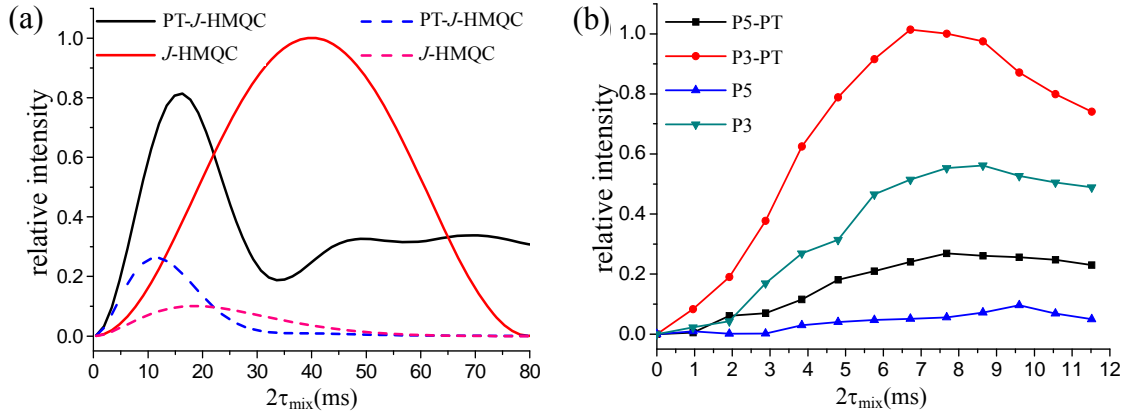 (a)
PT-J-HMQC
PT-J-HMQC
J-HMQC
J-HMQC
1.0
0.8
0.6
0.4
0.2
0.0
relative intensity
0 10 20 30 40 50 60 70 80
2τmix(ms)
(b)
P5-PT
P3-PT
P5
P3
1.0
0.8
0.6
0.4
0.2
0.0
relative intensity
0 1 2 3 4 5 6 7 8 9 10 11 12
2τmix(ms)